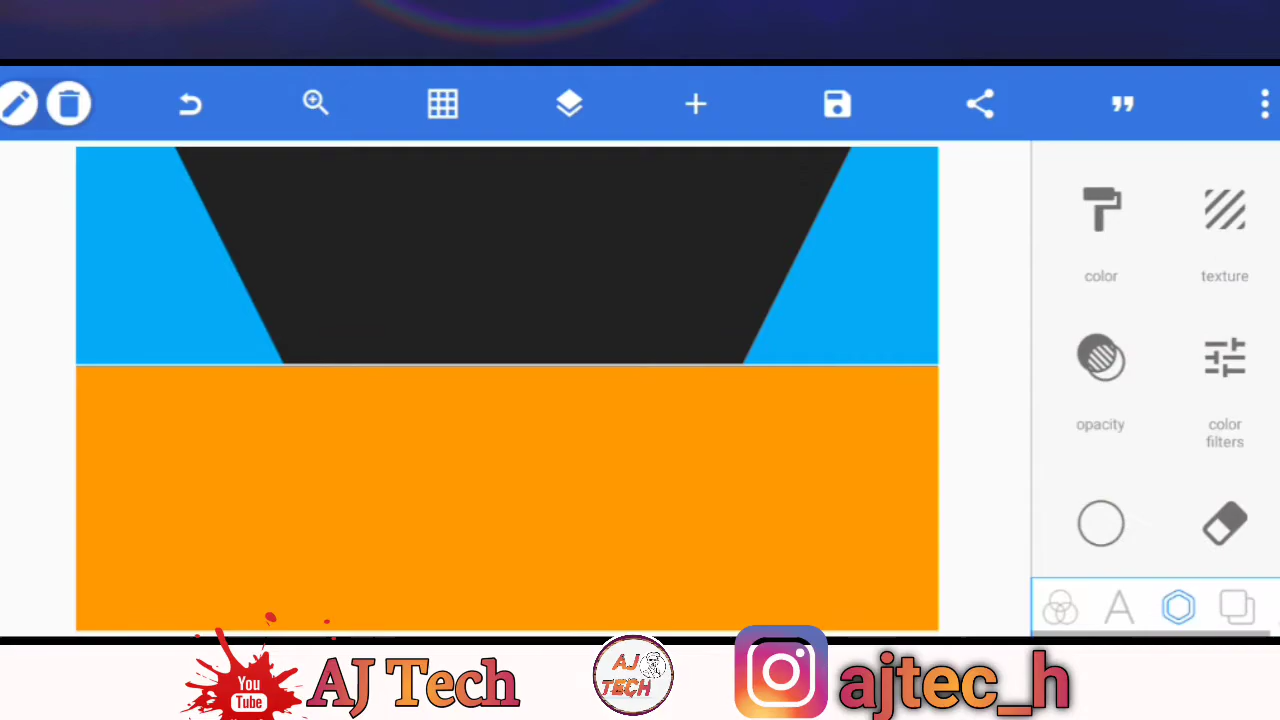 color
texture
opacity
color
filters
You
Tube
AJ Tech
AJ
TECH
ajtec_h